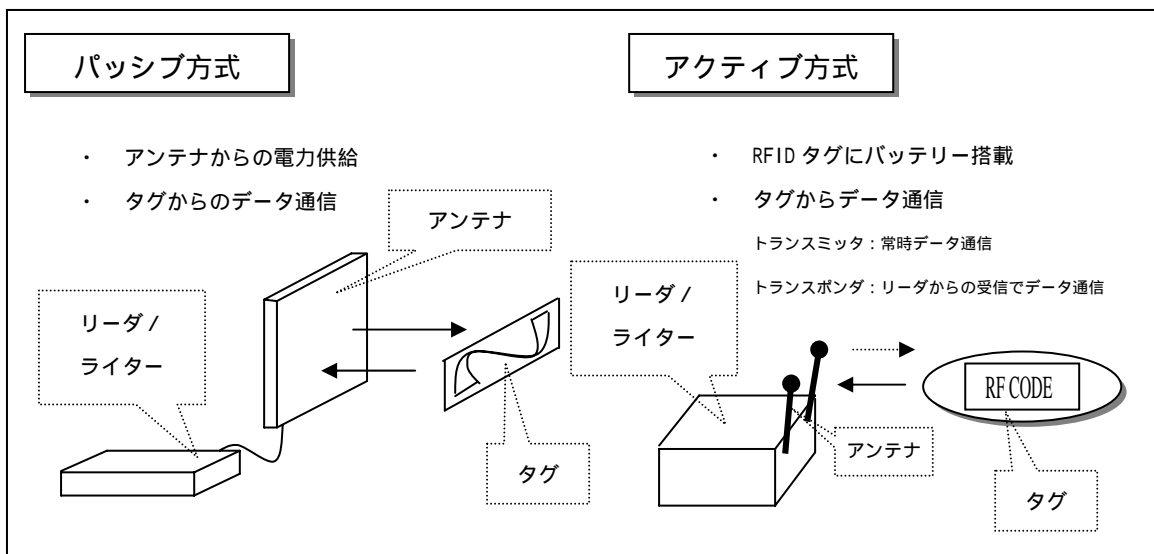 パッシブ方式
・ アンテナからの電力供給
・ タグからのデータ通信
アンテナ
リーダ /
ライター
タグ
アクティブ方式
・ RFID タグにバッテリー搭載
・ タグからデータ通信
トランスミッタ：常時データ通信
トランスポンダ：リーダからの受信でデータ通信
リーダ /
ライター
アンテナ
RF CODE
タグ